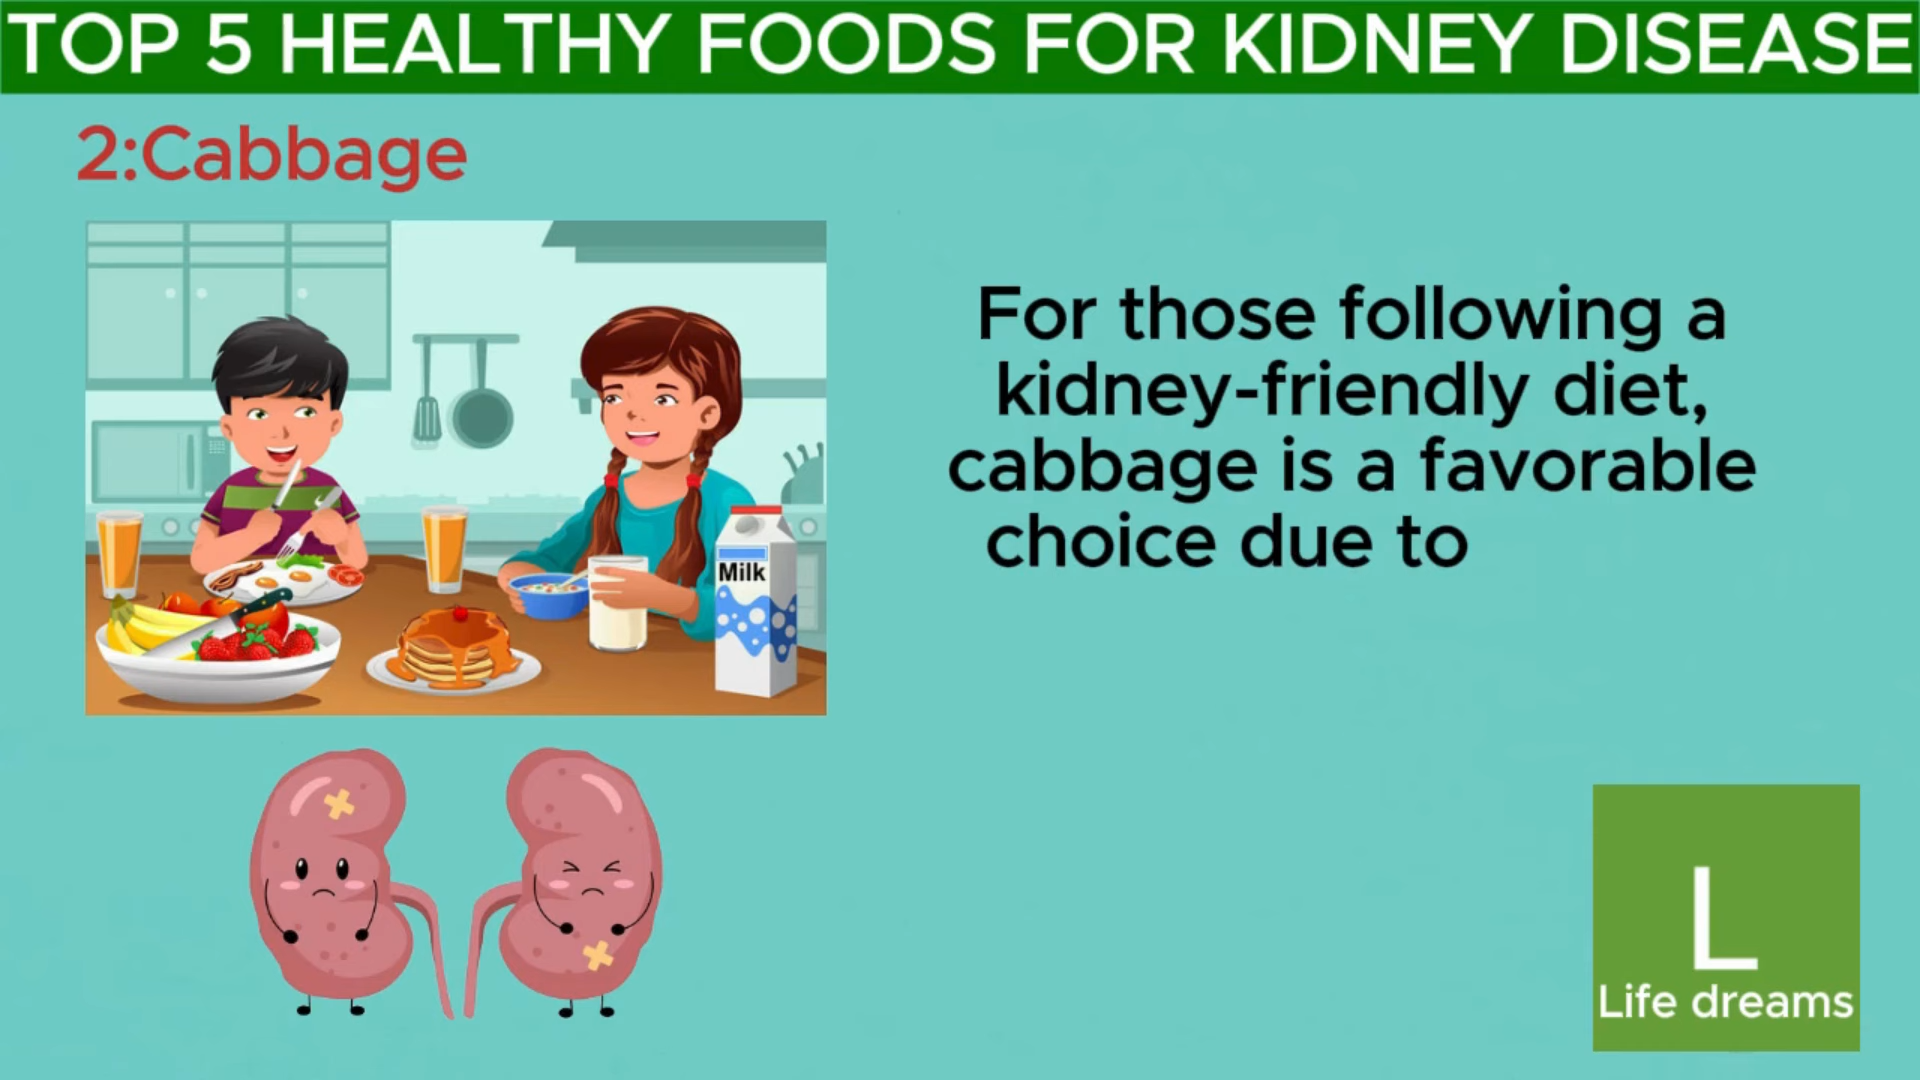 TOP 5 HEALTHY FOODS FOR KIDNEY DISEASE
2:Cabbage
For those following a
kidney-friendly diet,
cabbage is a favorable
choice due to
Milk
L
Life dreams